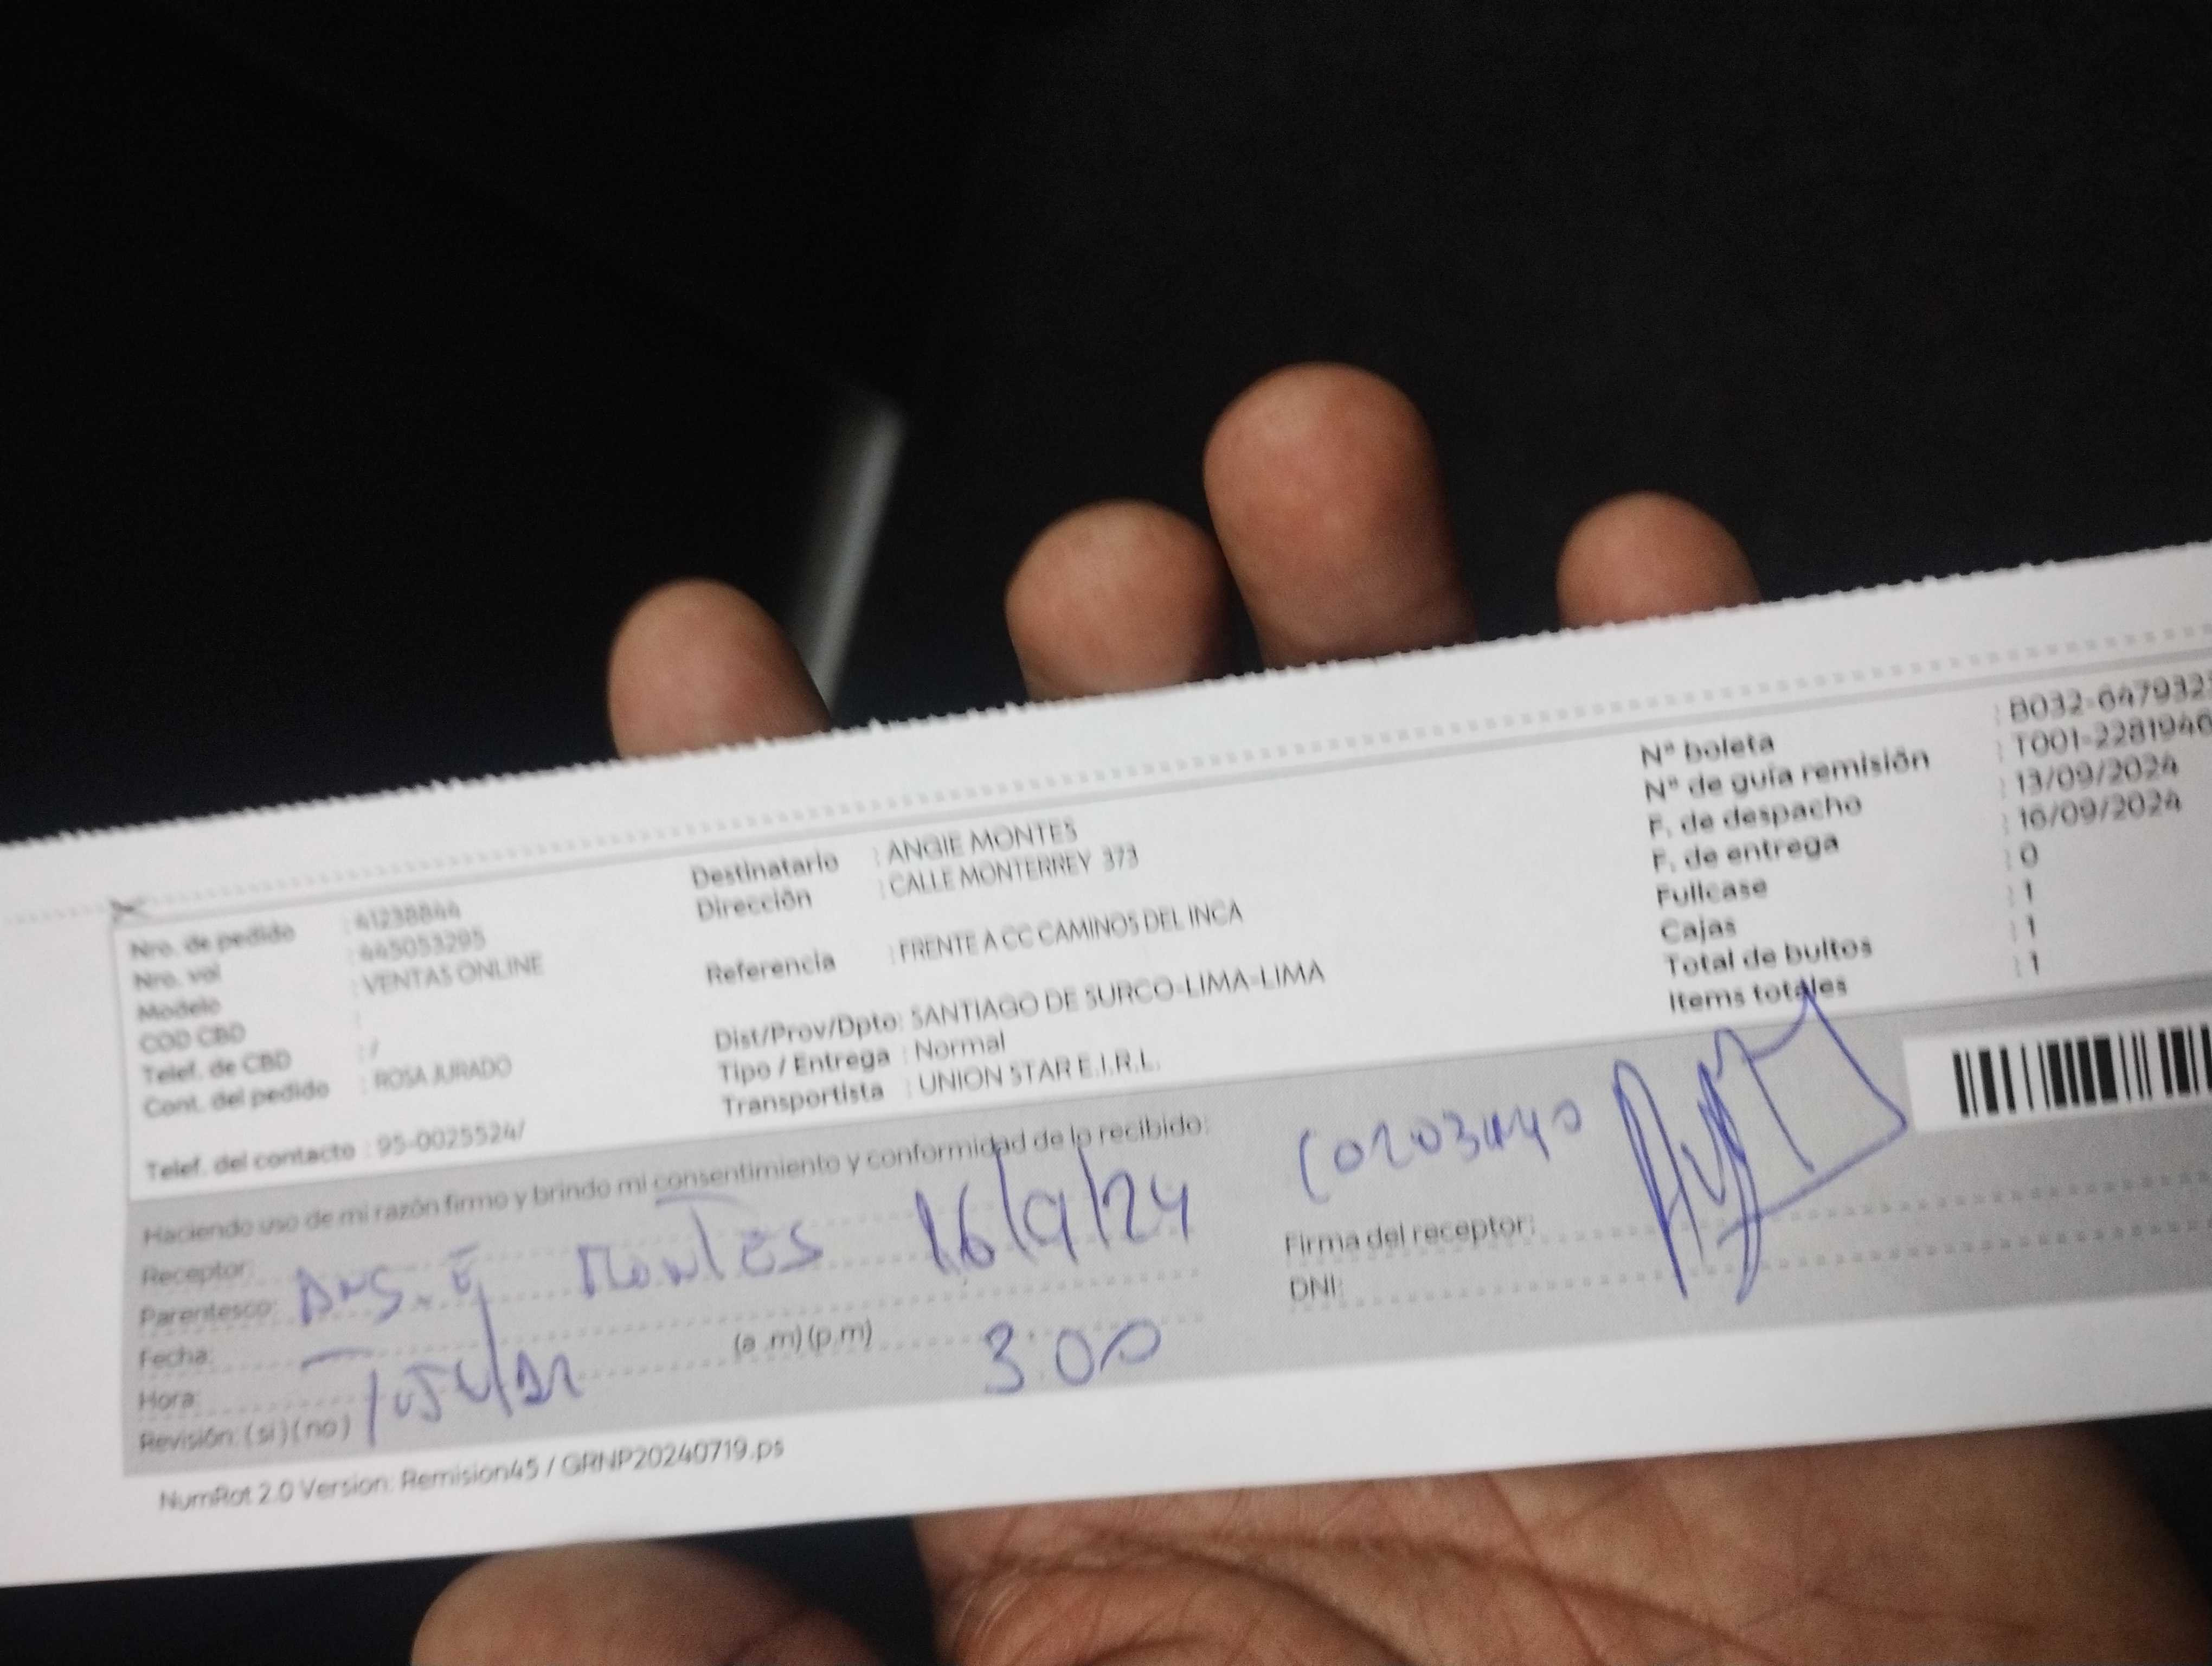 Nro. de pedido : 41238844
Nro. val : 445053295
Modelo : VENTAS ONLINE
COD CBD :
Telef. de CBD : /
Cont. del pedido : ROSA JURADO
Telef. del contacto : 95-0025524/
Destinatario : ANGIE MONTES
Dirección : CALLE MONTERREY 373
Referencia : FRENTE A CC CAMINOS DEL INCA
Dist/Prov/Dpto: SANTIAGO DE SURCO-LIMA-LIMA
Tipo / Entrega : Normal
Transportista : UNION STAR E.I.R.L.
N° boleta : B032-0479323
N° de guía remisión : T001-2281940
F. de despacho : 13/09/2024
F. de entrega : 16/09/2024
Fullcase : 0
Cajas : 1
Total de bultos : 1
Items totales : 1
Haciendo uso de mi razón firmo y brindo mi consentimiento y conformidad de lo recibido:
Receptor:
Parentesco: Montes 16/9/24
Fecha:
Hora: (a .m) (p.m) 3:00
Revisión: (si) (no)
Firma del receptor:
DNI:
NumRot 2.0 Version: Remision45 / GRNP20240719.ps